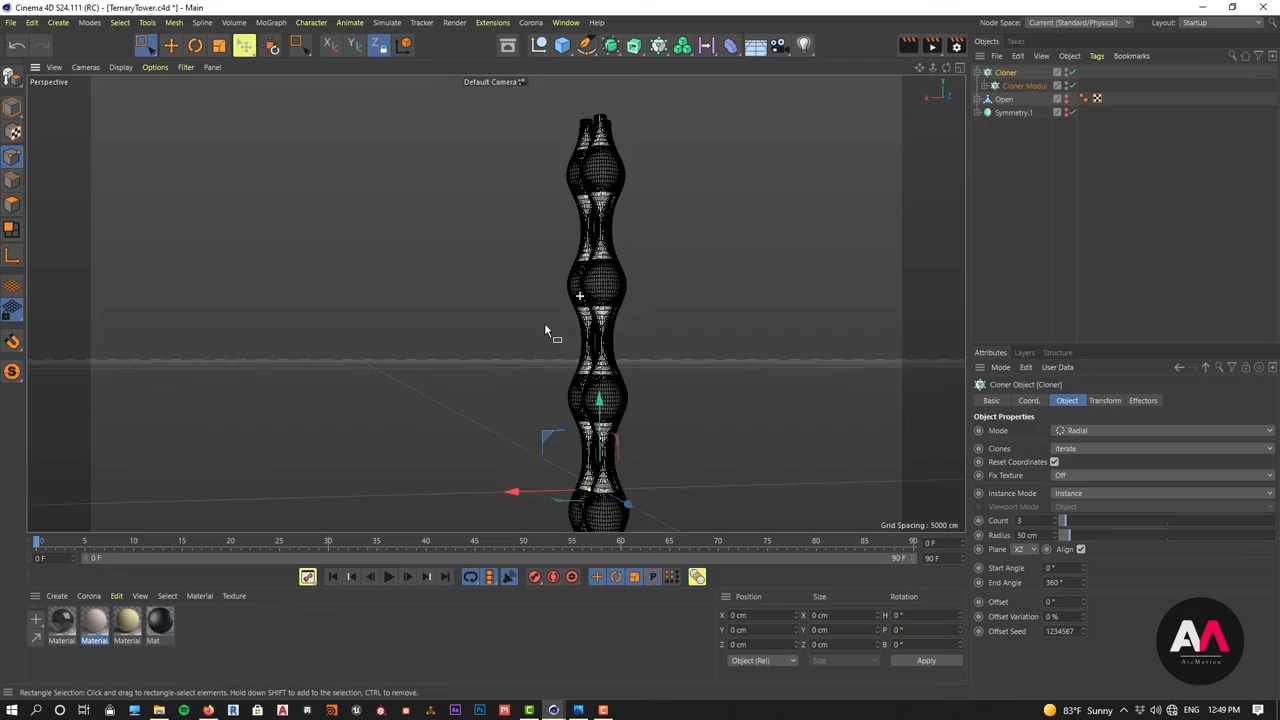 Cinema 4D S24.111 (RC) - [TernaryTower.c4d *] - Main
File Edit Create Modes Select Tools Mesh Spline Volume MoGraph Character Animate Simulate Tracker Render Extensions Corona Window Help
Node Space: Current (Standard/Physical) Layout: Startup
Objects Takes
File Edit View Object Tags Bookmarks
View Cameras Display Options Filter Panel
Perspective
Default Camera
Y
X
Z
Cloner
Cloner Modul
Open
Symmetry.1
Attributes Layers Structure
Mode Edit User Data
Cloner Object [Cloner]
Basic Coord. Object Transform Effectors
Object Properties
Mode Radial
Clones Iterate
Reset Coordinates
Fix Texture Off
Instance Mode Instance
Viewport Mode Object
Count 3
Radius 50 cm
Plane XZ Align
Start Angle 0 °
End Angle 360 °
Offset 0 °
Offset Variation 0 %
Offset Seed 1234567
Grid Spacing : 5000 cm
0 5 10 15 20 25 30 35 40 45 50 55 60 65 70 75 80 85 90
0 F
0 F 0 F 90 F 90 F
Create Corona Edit View Select Material Texture
Material Material. Material Mat
Position Size Rotation
X 0 cm X 0 cm H 0 °
Y 0 cm Y 0 cm P 0 °
Z 0 cm Z 0 cm B 0 °
Object (Rel) Size Apply
AM
ArcMotion
Rectangle Selection: Click and drag to rectangle-select elements. Hold down SHIFT to add to the selection, CTRL to remove.
83°F Sunny 12:49 PM